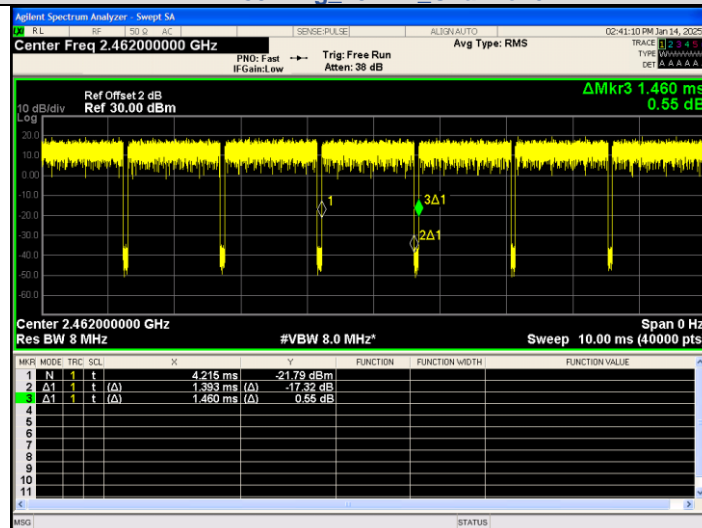 Agilent Spectrum Analyzer - Swept SA
RL RF 50 Ω AC SENSE:PULSE ALIGN AUTO 02:41:10 PM Jan 14, 2025
Center Freq 2.462000000 GHz Avg Type: RMS TRACE 1 2 3 4 5
PNO: Fast Trig: Free Run TYPE
IFGain:Low Atten: 38 dB DET A A A A A
ΔMkr3 1.460 ms
0.55 dB
Ref Offset 2 dB
10 dB/div Ref 30.00 dBm
Log
20.0
10.0
0.00
-10.0
-20.0
-30.0
-40.0
-50.0
-60.0
1
3Δ1
2Δ1
Center 2.462000000 GHz Span 0 Hz
Res BW 8 MHz #VBW 8.0 MHz* Sweep 10.00 ms (40000 pts
MKR MODE TRC SCL X Y FUNCTION FUNCTION WIDTH FUNCTION VALUE
1 N 1 t 4.215 ms -21.79 dBm
2 Δ1 1 t (Δ) 1.393 ms (Δ) -17.32 dB
3 Δ1 1 t (Δ) 1.460 ms (Δ) 0.55 dB
4
5
6
7
8
9
10
11
MSG STATUS